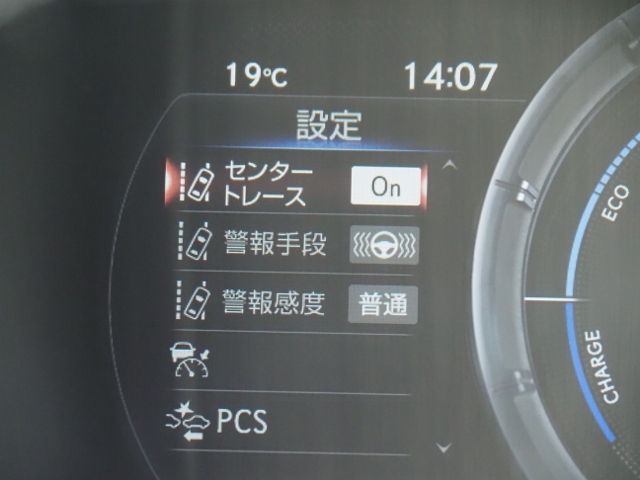 19℃ 14:07
設定
センター
トレース On
警報手段
警報感度 普通
PCS
ECO
CHARGE